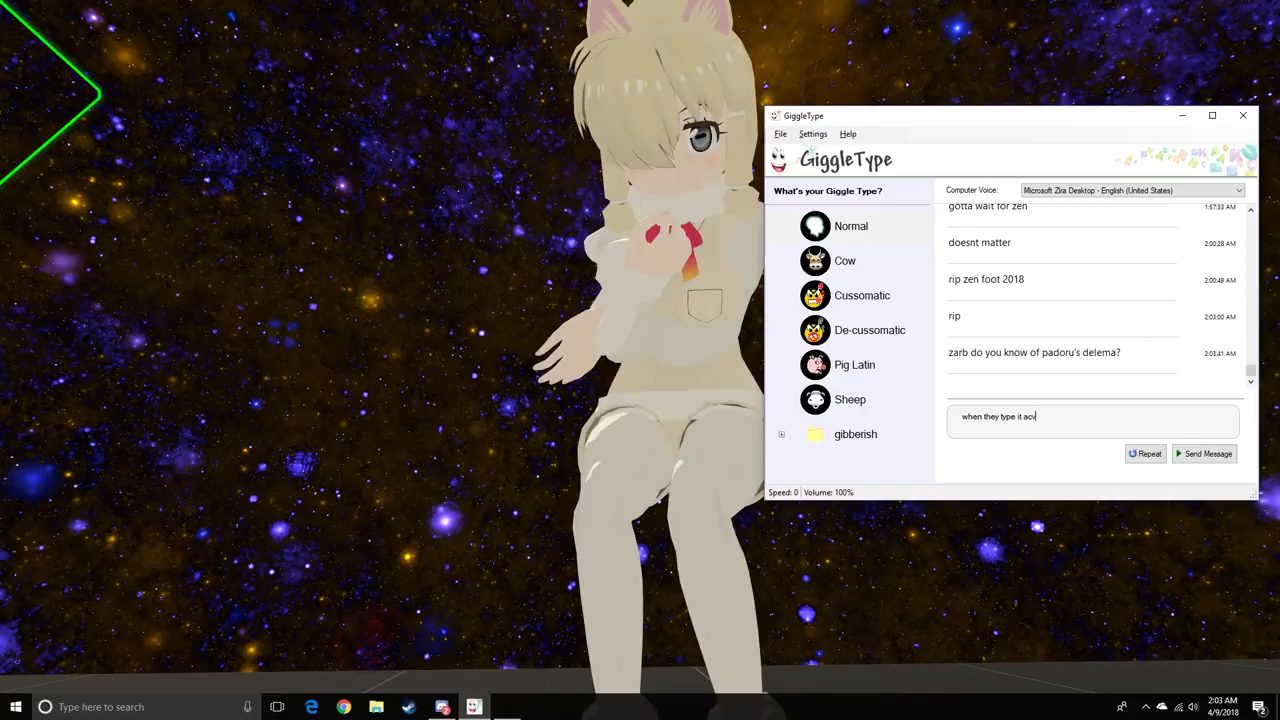 GiggleType
File Settings Help
GiggleType
What's your Giggle Type?
Normal
Cow
Cussomatic
De-cussomatic
Pig Latin
Sheep
gibberish
Computer Voice: Microsoft Zira Desktop - English (United States)
gotta wait for zen 1:57:33 AM
doesnt matter 2:00:28 AM
rip zen foot 2018 2:00:49 AM
rip 2:03:00 AM
zarb do you know of padoru's delema? 2:03:41 AM
when they type it acv
Repeat Send Message
Speed: 0 Volume: 100%
Type here to search
2:03 AM
4/9/2018
2